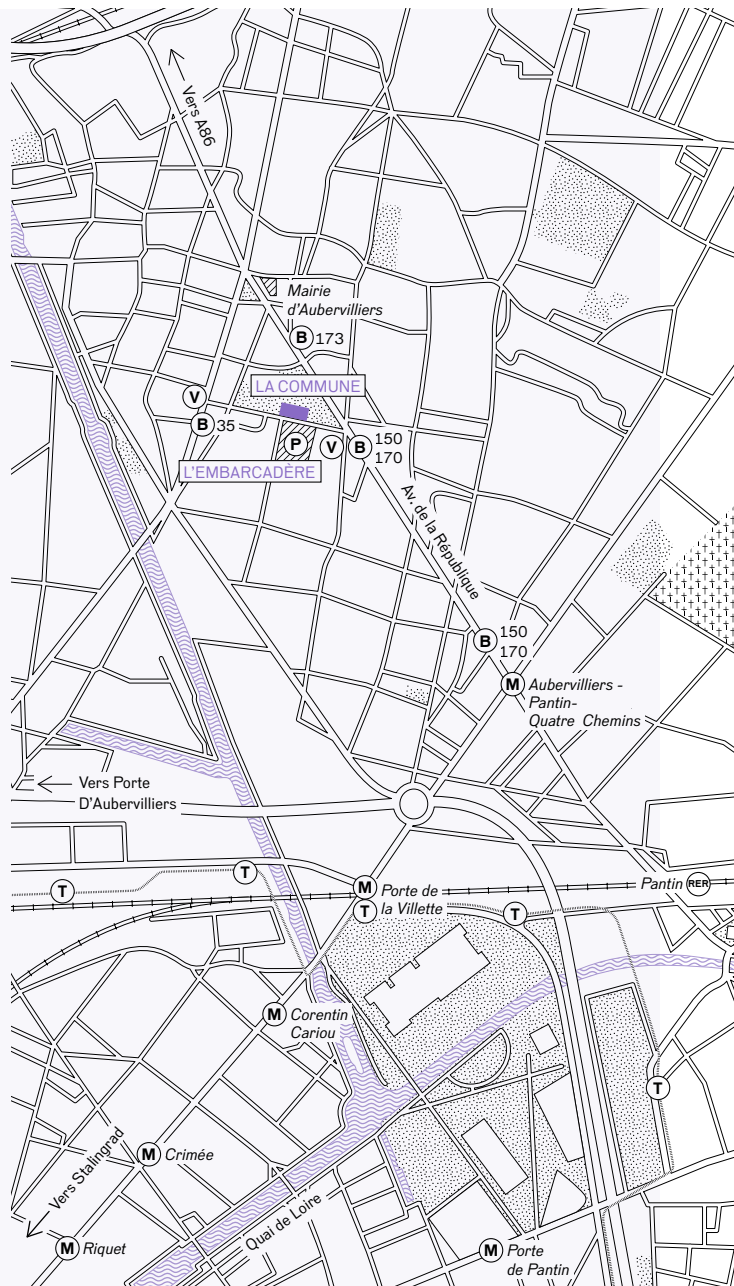 Vers A86
Mairie
d'Aubervilliers
B 173
LA COMMUNE
V
B 35
P
V
B 150
170
L'EMBARCADÈRE
Av. de la République
B 150
170
M Aubervilliers -
Pantin-
Quatre Chemins
Vers Porte
D'Aubervilliers
T
T
M Porte de
T la Villette
T
Pantin RER
M Corentin
Cariou
T
M Crimée
Vers Stalingrad
Quai de Loire
M Riquet
M Porte
de Pantin